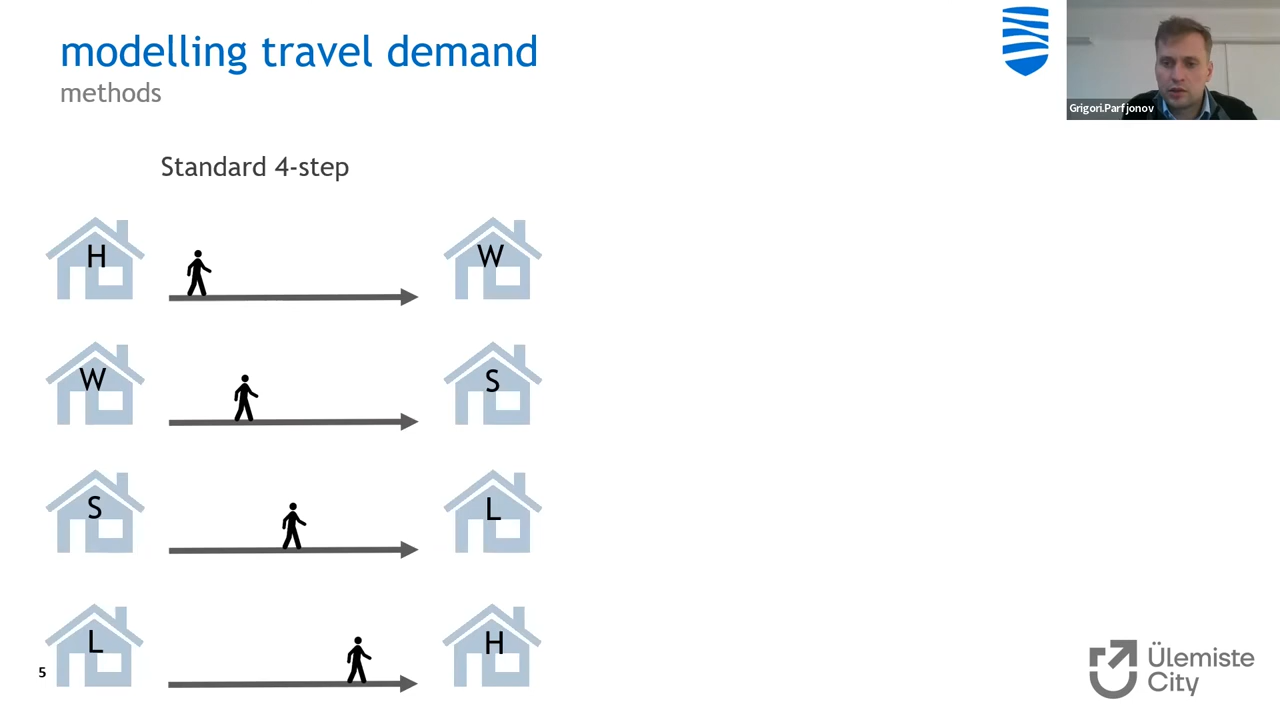 modelling travel demand
methods
Grigori.Parfjonov
Standard 4-step
H
W
W
S
S
L
L
H
5
Ülemiste
City